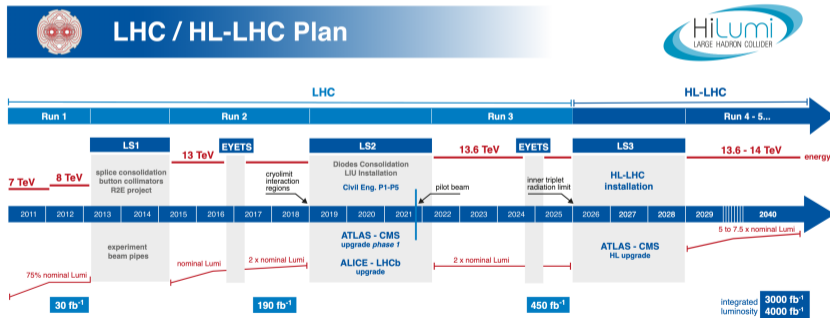 LHC / HL-LHC Plan
HiLumi
LARGE HADRON COLLIDER
LHC
HL-LHC
Run 1
Run 2
Run 3
Run 4 - 5...
LS1
EYETS
LS2
EYETS
LS3
13 TeV
13.6 TeV
13.6 - 14 TeV
energy
7 TeV
8 TeV
splice consolidation
button collimators
R2E project
cryolimit
interaction
regions
Diodes Consolidation
LIU Installation
Civil Eng. P1-P5
pilot beam
inner triplet
radiation limit
HL-LHC
installation
2011
2012
2013
2014
2015
2016
2017
2018
2019
2020
2021
2022
2023
2024
2025
2026
2027
2028
2029
2040
5 to 7.5 x nominal Lumi
experiment
beam pipes
ATLAS - CMS
upgrade phase 1
ALICE - LHCb
upgrade
ATLAS - CMS
HL upgrade
75% nominal Lumi
nominal Lumi
2 x nominal Lumi
2 x nominal Lumi
30 fb⁻¹
190 fb⁻¹
450 fb⁻¹
integrated
luminosity
3000 fb⁻¹
4000 fb⁻¹